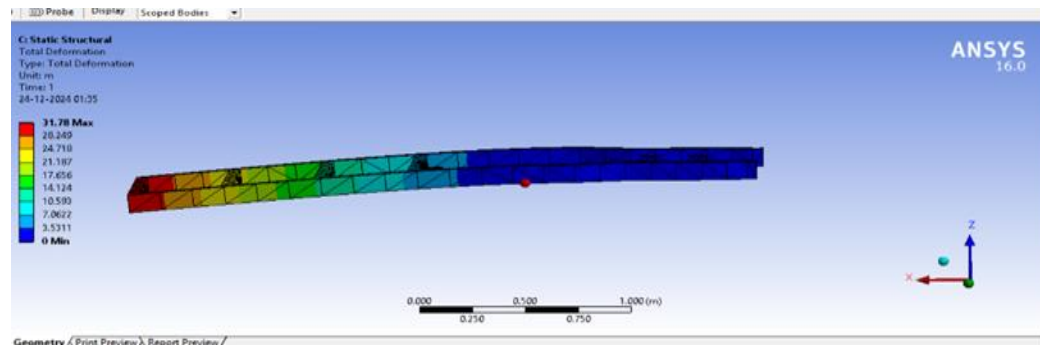 Probe Display Scoped Bodies
C: Static Structural
Total Deformation
Type: Total Deformation
Unit: m
Time: 1
24-12-2024 01:35
ANSYS
16.0
31.78 Max
28.249
24.718
21.187
17.656
14.124
10.593
7.0622
3.5311
0 Min
Z
X
0.000 0.500 1.000 (m)
0.250 0.750
Geometry Print Preview Report Preview